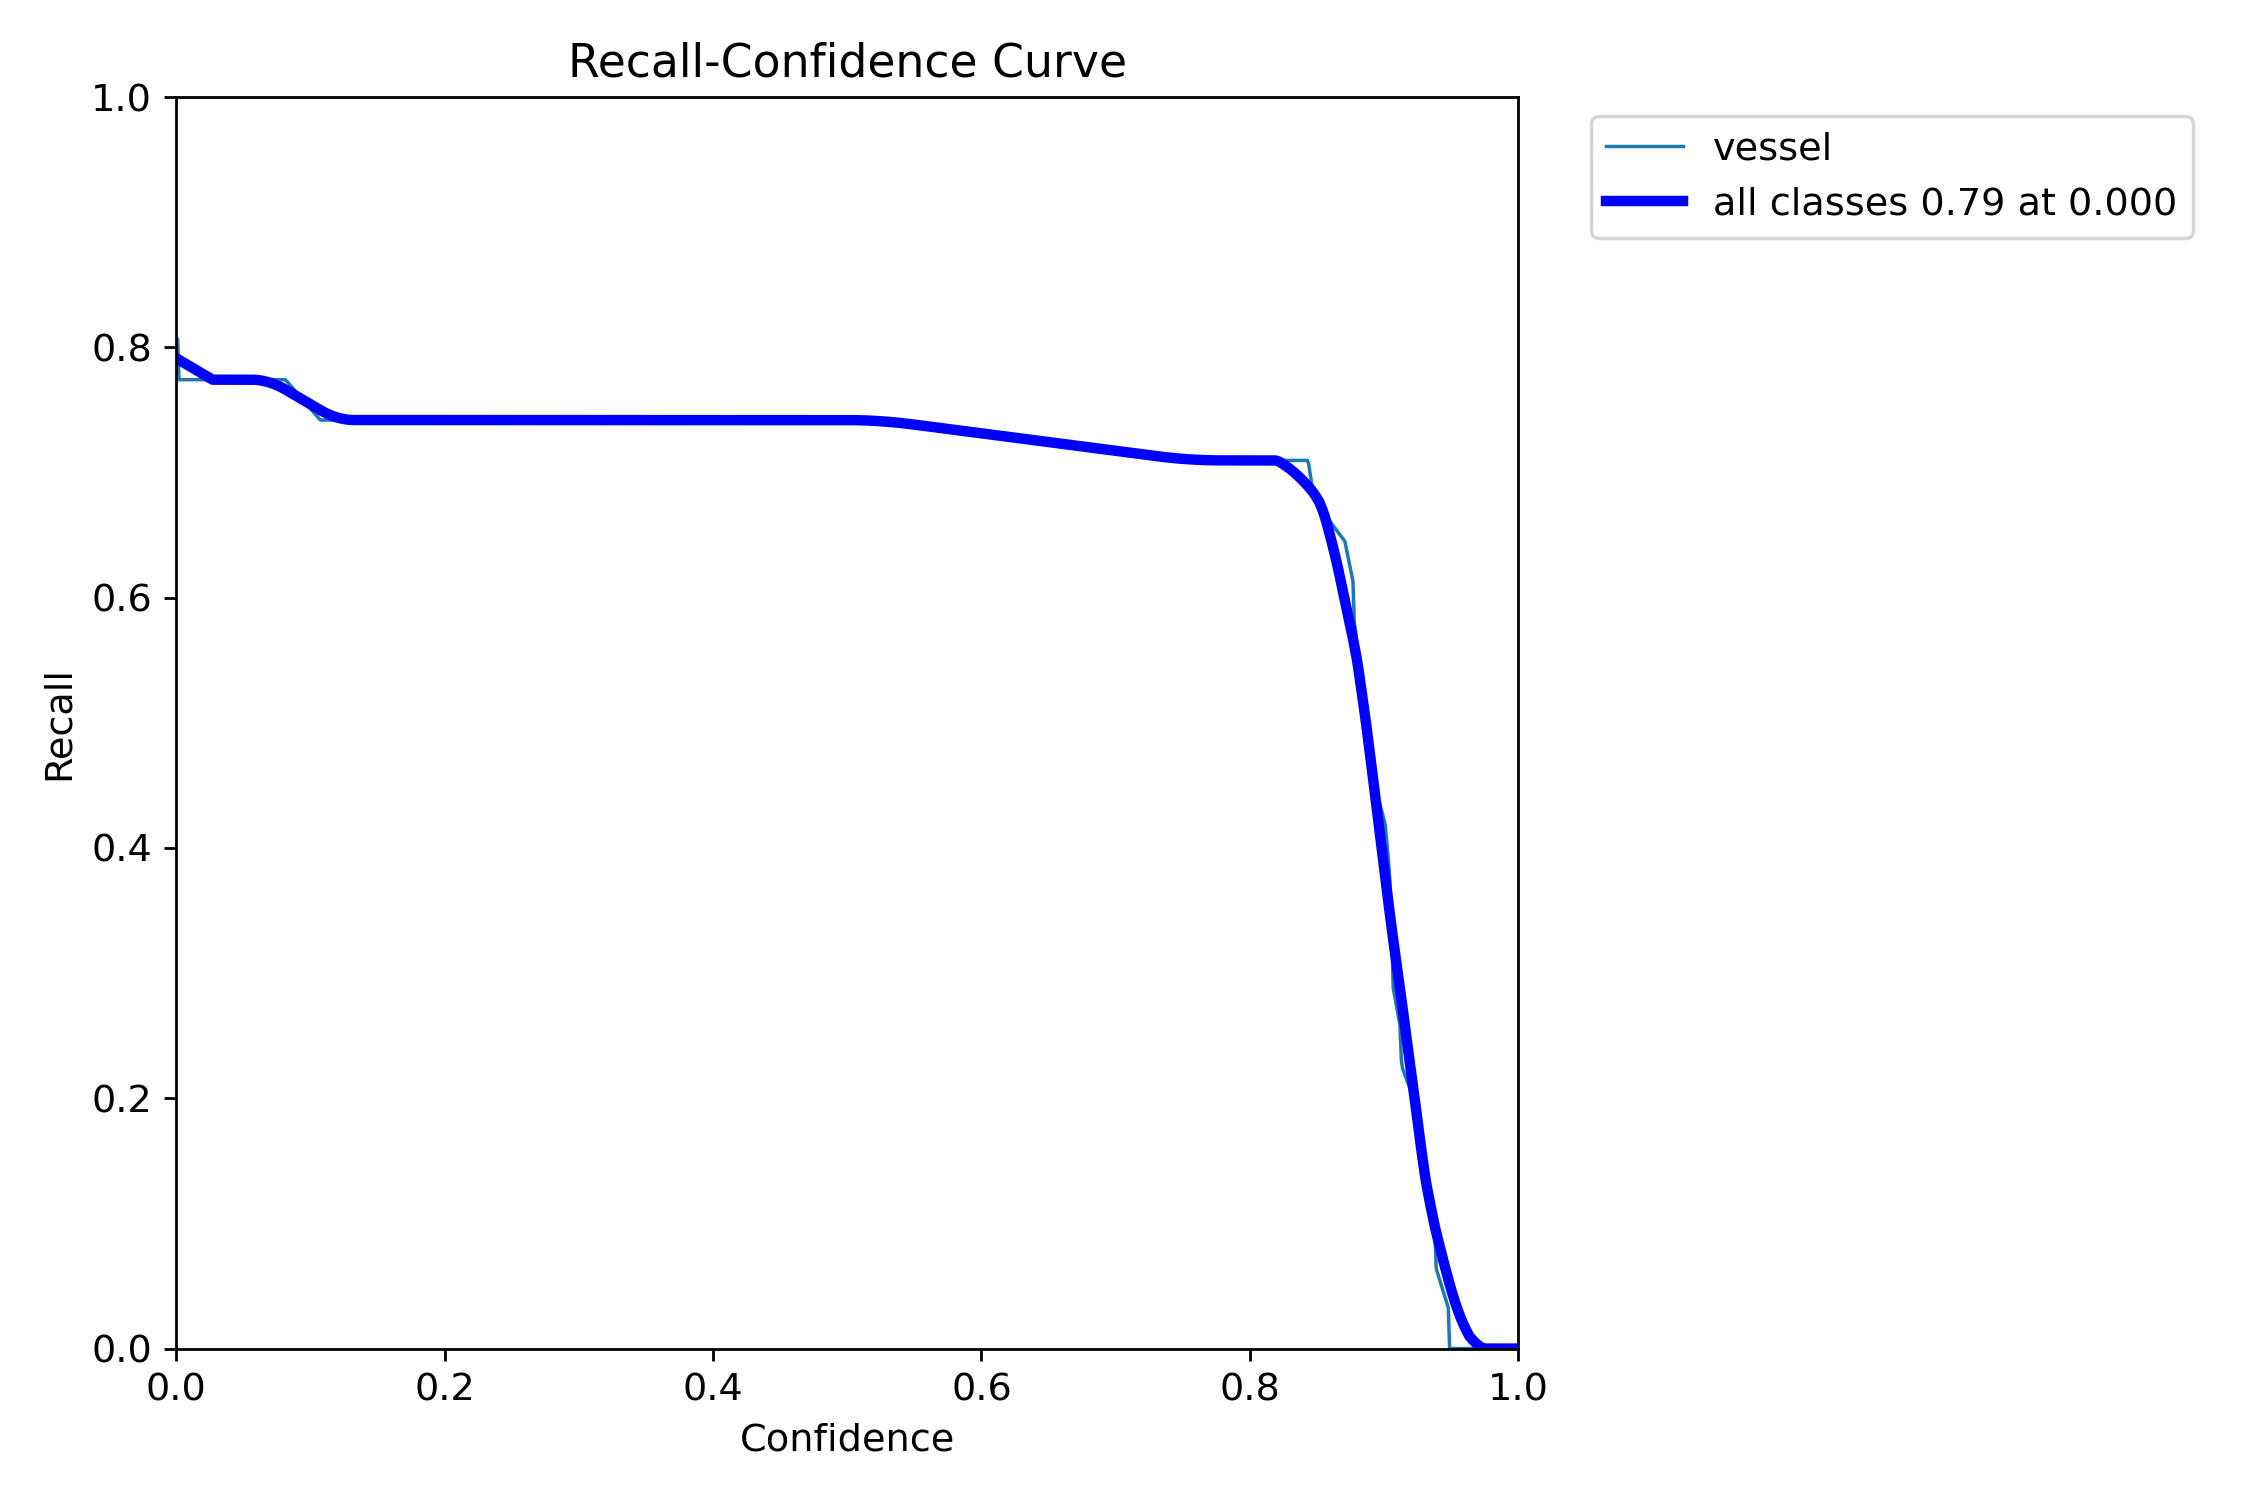 Recall-Confidence Curve
1.0
0.8
0.6
0.4
0.2
0.0
Recall
0.0 0.2 0.4 0.6 0.8 1.0
Confidence
vessel
all classes 0.79 at 0.000